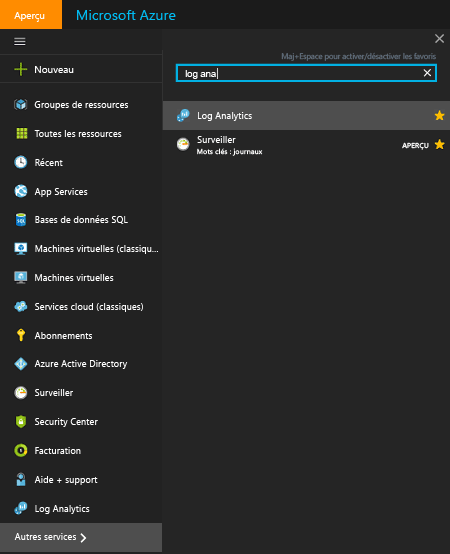 Aperçu
Microsoft Azure
Nouveau
Groupes de ressources
Toutes les ressources
Récent
App Services
Bases de données SQL
Machines virtuelles (classiqu...
Machines virtuelles
Services cloud (classiques)
Abonnements
Azure Active Directory
Surveiller
Security Center
Facturation
Aide + support
Log Analytics
Autres services
Maj+Espace pour activer/désactiver les favoris
log ana
Log Analytics
Surveiller
Mots clés : journaux
APERÇU